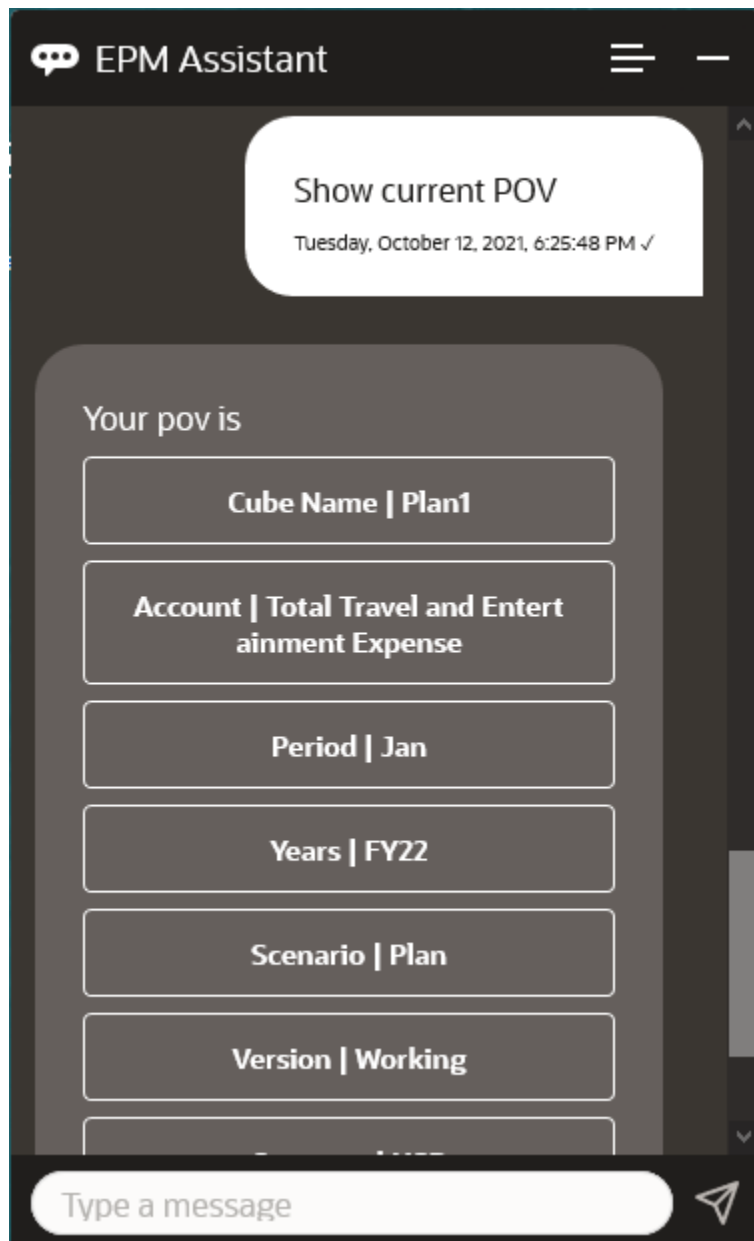 EPM Assistant
Show current POV
Tuesday, October 12, 2021, 6:25:48 PM ✓
Your pov is
Cube Name | Plan1
Account | Total Travel and Entert
ainment Expense
Period | Jan
Years | FY22
Scenario | Plan
Version | Working
Type a message